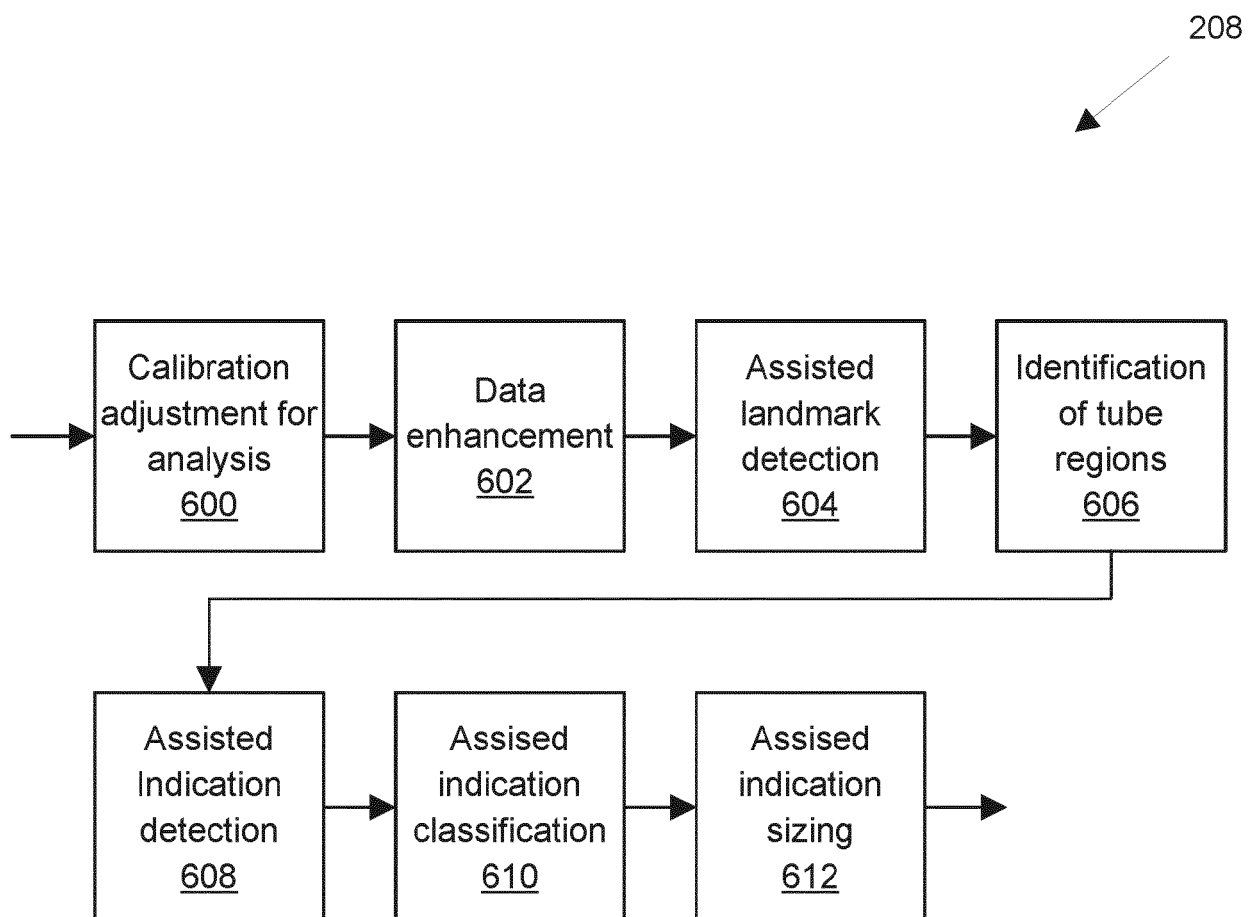 208
Calibration
adjustment for
analysis
600
Data
enhancement
602
Assisted
landmark
detection
604
Identification
of tube
regions
606
Assisted
Indication
detection
608
Assised
indication
classification
610
Assised
indication
sizing
612